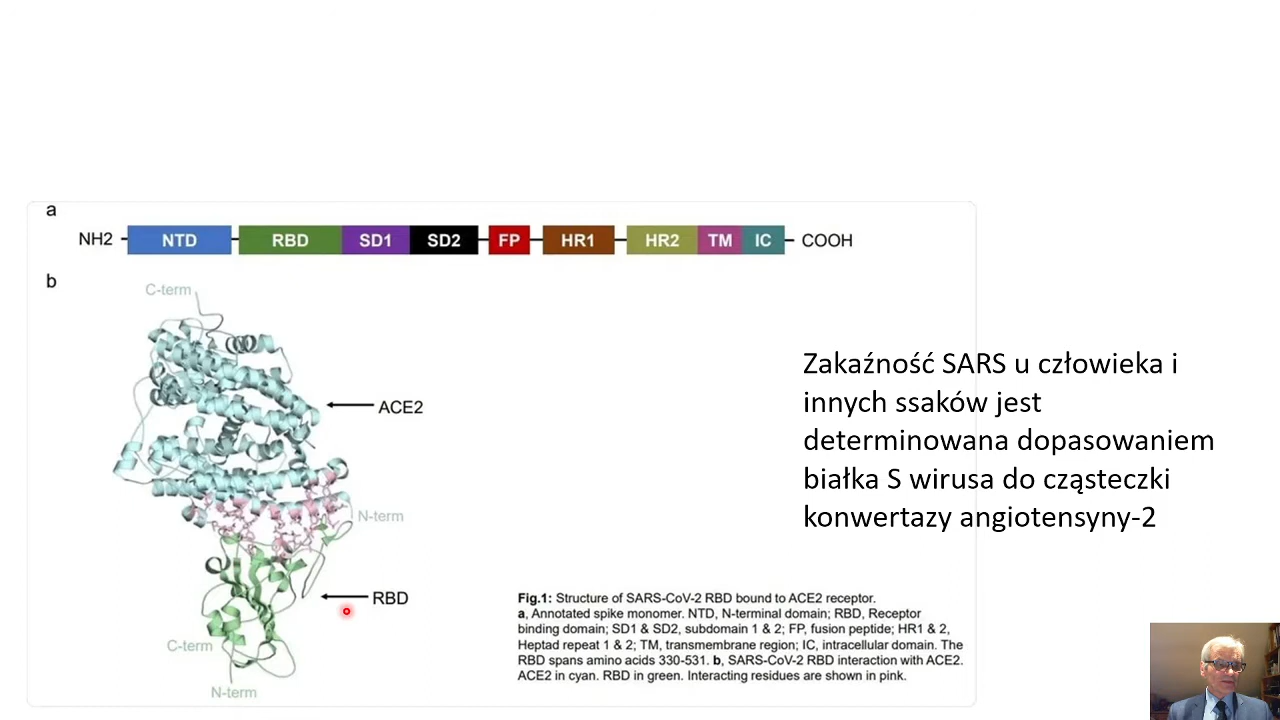 a
NH2 NTD RBD SD1 SD2 FP HR1 HR2 TM IC COOH
b
C-term
ACE2
N-term
RBD
C-term
N-term
Zakaźność SARS u człowieka i
innych ssaków jest
determinowana dopasowaniem
białka S wirusa do cząsteczki
konwertazy angiotensyny-2
Fig.1: Structure of SARS-CoV-2 RBD bound to ACE2 receptor.
a, Annotated spike monomer. NTD, N-terminal domain; RBD, Receptor
binding domain; SD1 & SD2, subdomain 1 & 2; FP, fusion peptide; HR1 & 2,
Heptad repeat 1 & 2; TM, transmembrane region; IC, intracellular domain. The
RBD spans amino acids 330-531. b, SARS-CoV-2 RBD interaction with ACE2.
ACE2 in cyan. RBD in green. Interacting residues are shown in pink.